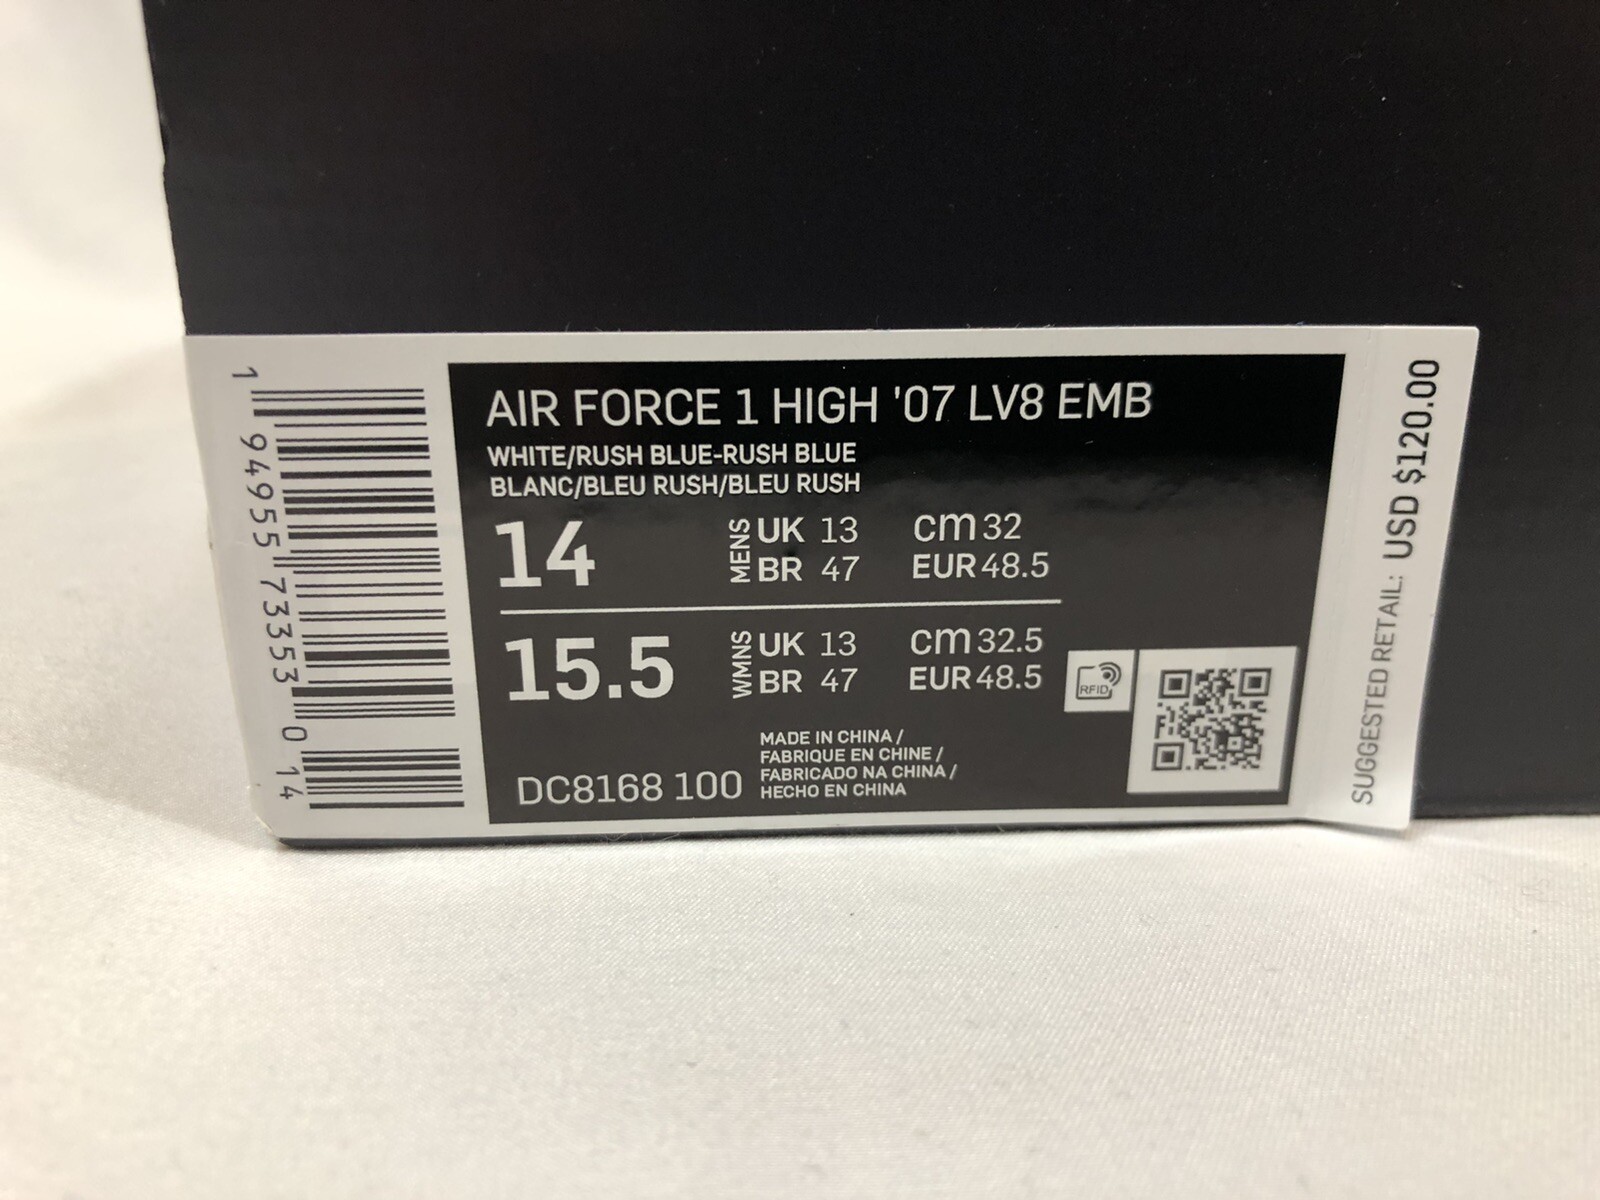 AIR FORCE 1 HIGH '07 LV8 EMB
WHITE/RUSH BLUE-RUSH BLUE
BLANC/BLEU RUSH/BLEU RUSH
14 MENS UK 13 cm 32
BR 47 EUR 48.5
15.5 WMNS UK 13 cm 32.5
BR 47 EUR 48.5
RFID
MADE IN CHINA /
FABRIQUE EN CHINE /
FABRICADO NA CHINA /
HECHO EN CHINA
DC8168 100
1 94955 73353 0 14
SUGGESTED RETAIL: USD $120.00